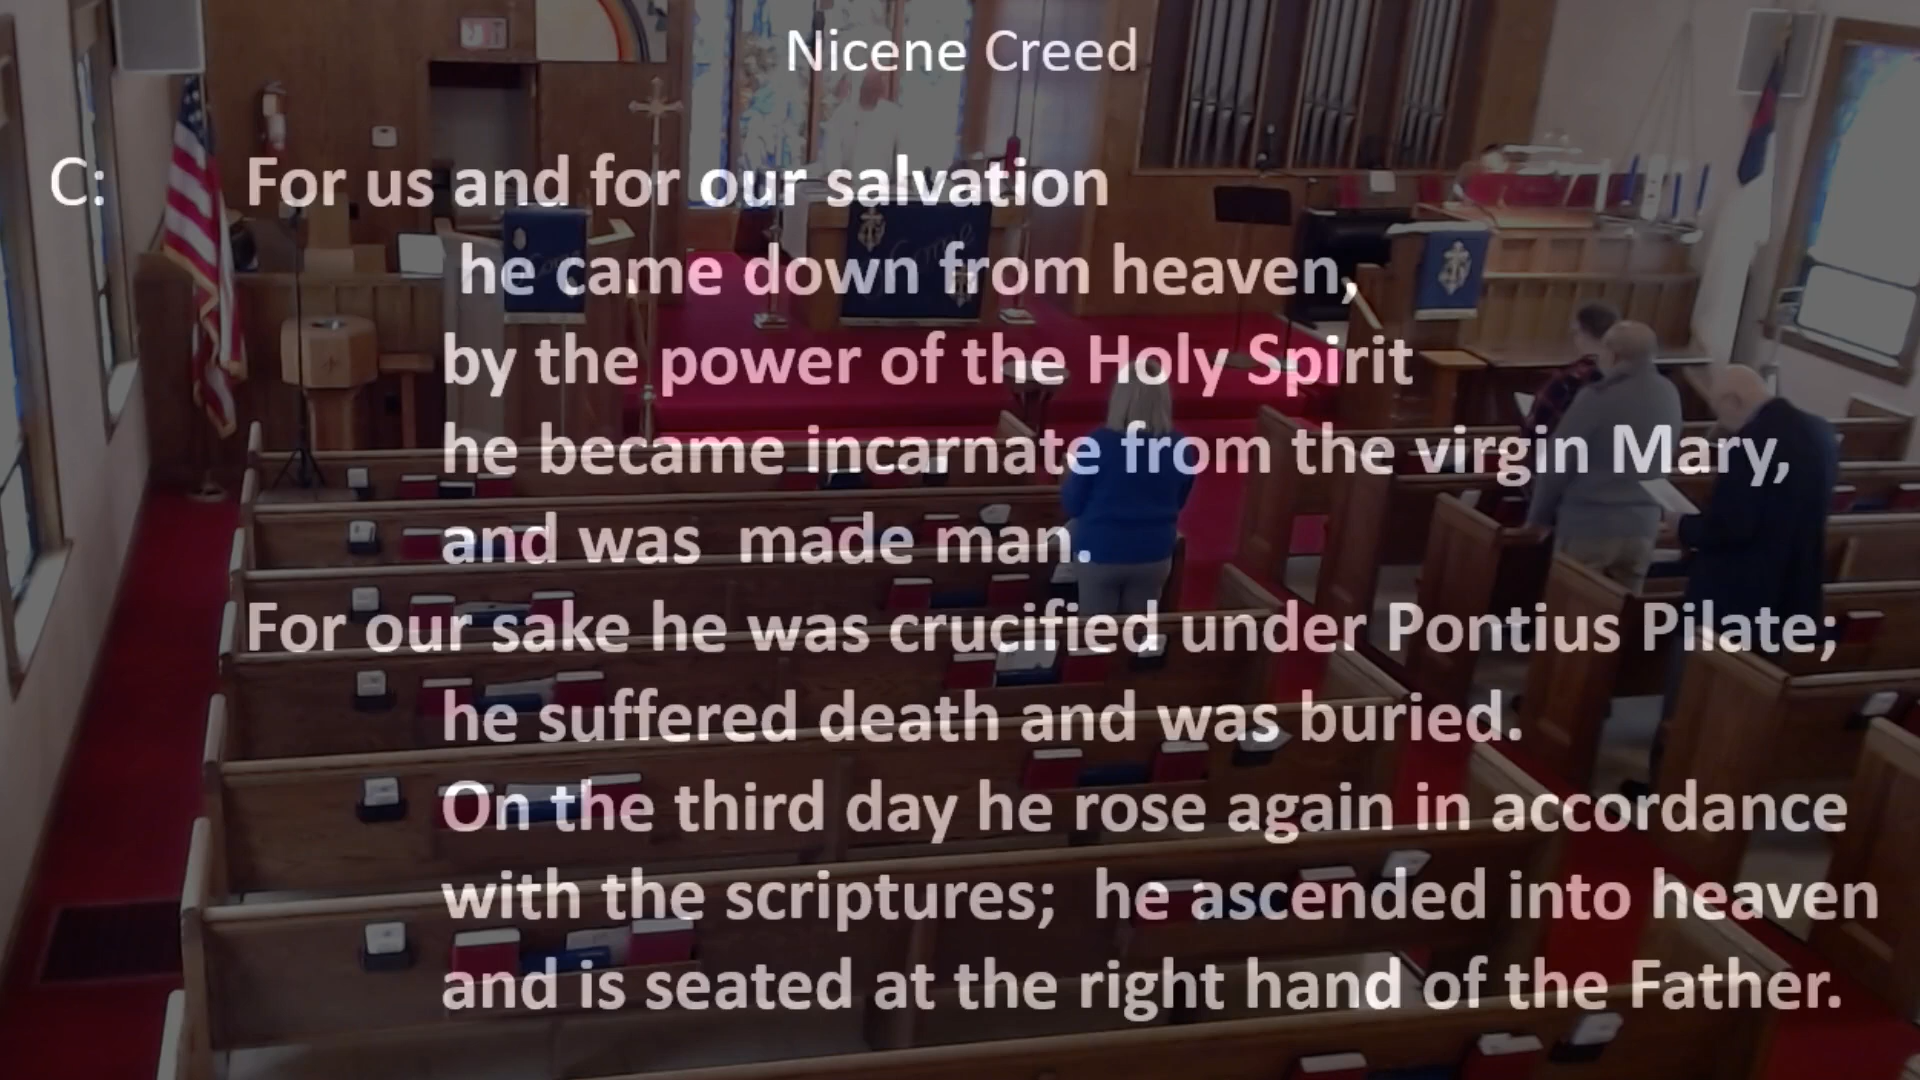 Nicene Creed
C: For us and for our salvation
he came down from heaven,
by the power of the Holy Spirit
he became incarnate from the virgin Mary,
and was made man.
For our sake he was crucified under Pontius Pilate;
he suffered death and was buried.
On the third day he rose again in accordance
with the scriptures; he ascended into heaven
and is seated at the right hand of the Father.